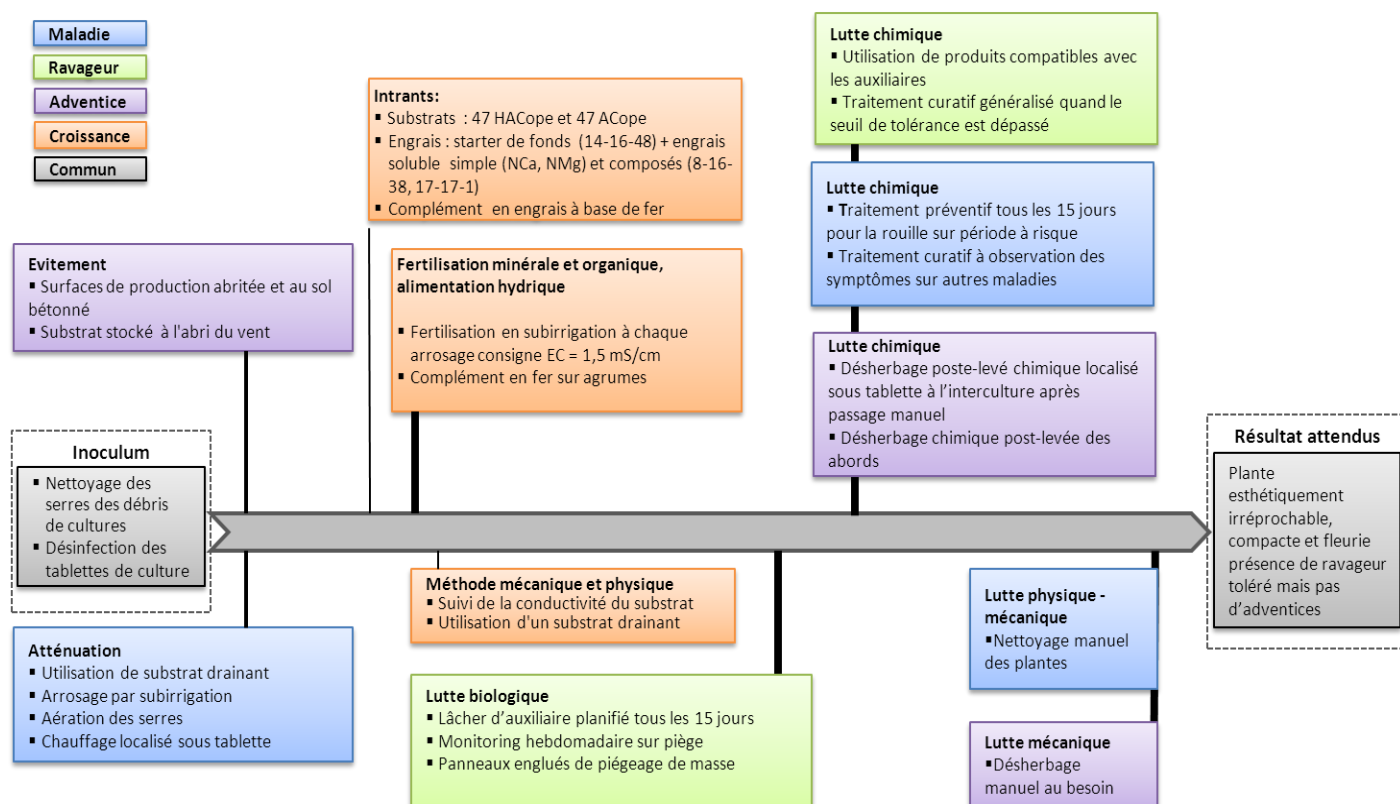 Maladie
Ravageur
Adventice
Croissance
Commun
Intrants:
▪ Substrats : 47 HACope et 47 ACope
▪ Engrais : starter de fonds (14-16-48) + engrais
soluble simple (NCa, NMg) et composés (8-16-
38, 17-17-1)
▪ Complément en engrais à base de fer
Lutte chimique
▪ Utilisation de produits compatibles avec
les auxiliaires
▪ Traitement curatif généralisé quand le
seuil de tolérance est dépassé
Lutte chimique
▪ Traitement préventif tous les 15 jours
pour la rouille sur période à risque
▪ Traitement curatif à observation des
symptômes sur autres maladies
Evitement
▪ Surfaces de production abritée et au sol
bétonné
▪ Substrat stocké à l'abri du vent
Fertilisation minérale et organique,
alimentation hydrique
▪ Fertilisation en subirrigation à chaque
arrosage consigne EC = 1,5 mS/cm
▪ Complément en fer sur agrumes
Lutte chimique
▪ Désherbage poste-levé chimique localisé
sous tablette à l’interculture après
passage manuel
▪ Désherbage chimique post-levée des
abords
Inoculum
▪ Nettoyage des
serres des débris
de cultures
▪ Désinfection des
tablettes de culture
Résultat attendus
Plante
esthétiquement
irréprochable,
compacte et fleurie
présence de ravageur
toléré mais pas
d’adventices
Atténuation
▪ Utilisation de substrat drainant
▪ Arrosage par subirrigation
▪ Aération des serres
▪ Chauffage localisé sous tablette
Méthode mécanique et physique
▪ Suivi de la conductivité du substrat
▪ Utilisation d'un substrat drainant
Lutte biologique
▪ Lâcher d’auxiliaire planifié tous les 15 jours
▪ Monitoring hebdomadaire sur piège
▪ Panneaux englués de piégeage de masse
Lutte physique -
mécanique
▪Nettoyage manuel
des plantes
Lutte mécanique
▪Désherbage
manuel au besoin